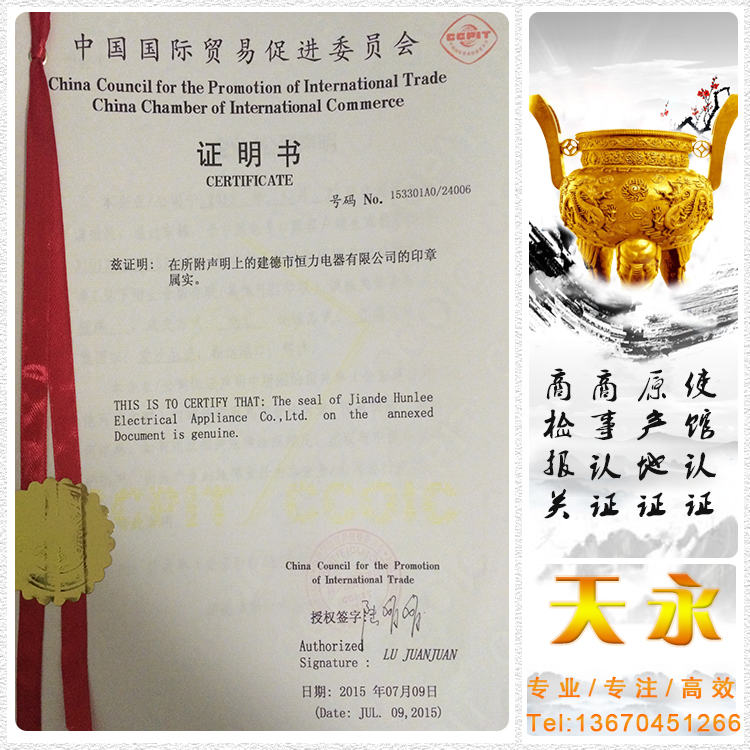 中国国际贸易促进委员会
CCPIT
China Council for the Promotion of International Trade
China Chamber of International Commerce
证明书
CERTIFICATE
号码 No. 153301A0/24006
兹证明: 在所附声明上的建德市恒力电器有限公司的印章
属实。
THIS IS TO CERTIFY THAT: The seal of Jiande Hunlee
Electrical Appliance Co.,Ltd. on the annexed
Document is genuine.
CCPIT/CCOIC
China Council for the Promotion
of International Trade
授权签字:
Authorized
Signature : LU JUANJUAN
日期: 2015 年07月09日
(Date: JUL. 09,2015)
使馆认证
原产地证
商事认证
商检报关
天永
专业/专注/高效
Tel:13670451266